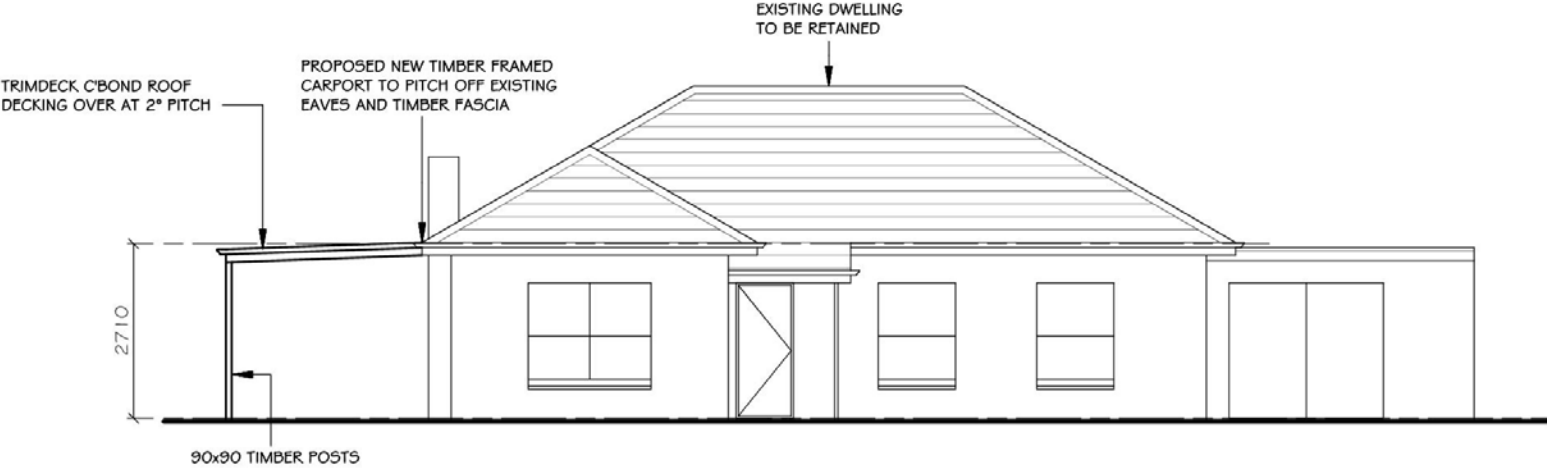 EXISTING DWELLING
TO BE RETAINED
PROPOSED NEW TIMBER FRAMED
CARPORT TO PITCH OFF EXISTING
EAVES AND TIMBER FASCIA
TRIMDECK C'BOND ROOF
DECKING OVER AT 2° PITCH
2710
90x90 TIMBER POSTS